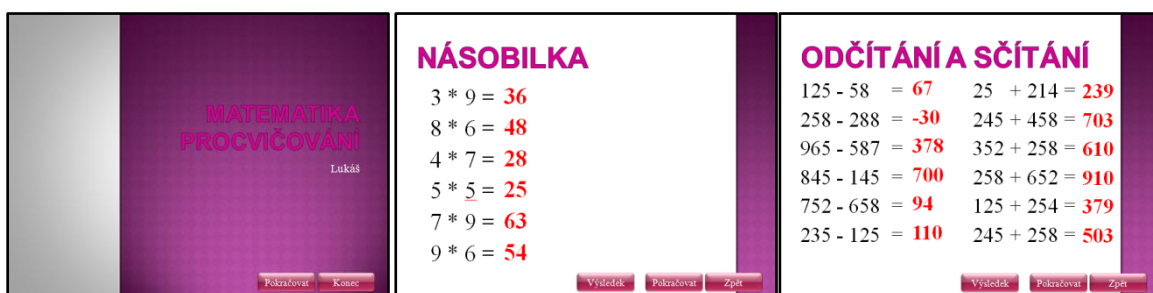 MATEMATIKA
PROCVIČOVÁNÍ
Lukáš
Pokračovat Konec
NÁSOBILKA
3 * 9 = 36
8 * 6 = 48
4 * 7 = 28
5 * 5 = 25
7 * 9 = 63
9 * 6 = 54
Výsledek Pokračovat Zpět
ODČÍTÁNÍ A SČÍTÁNÍ
125 - 58 = 67 25 + 214 = 239
258 - 288 = -30 245 + 458 = 703
965 - 587 = 378 352 + 258 = 610
845 - 145 = 700 258 + 652 = 910
752 - 658 = 94 125 + 254 = 379
235 - 125 = 110 245 + 258 = 503
Výsledek Pokračovat Zpět